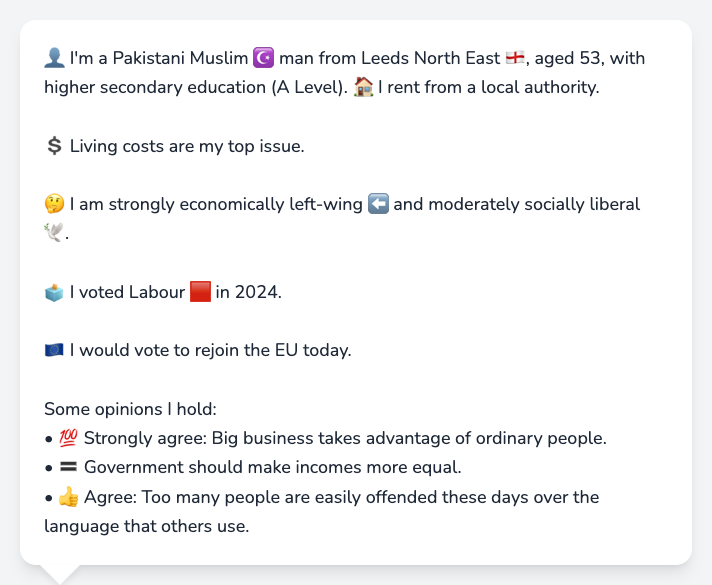 👤 I'm a Pakistani Muslim ☪️ man from Leeds North East 🏴󠁧󠁢󠁥󠁮󠁧󠁿, aged 53, with
higher secondary education (A Level). 🏠 I rent from a local authority.
💲 Living costs are my top issue.
🤔 I am strongly economically left-wing ⬅️ and moderately socially liberal
🕊️.
🗳️ I voted Labour 🟥 in 2024.
🇪🇺 I would vote to rejoin the EU today.
Some opinions I hold:
• 💯 Strongly agree: Big business takes advantage of ordinary people.
• 🟰 Government should make incomes more equal.
• 👍 Agree: Too many people are easily offended these days over the
language that others use.